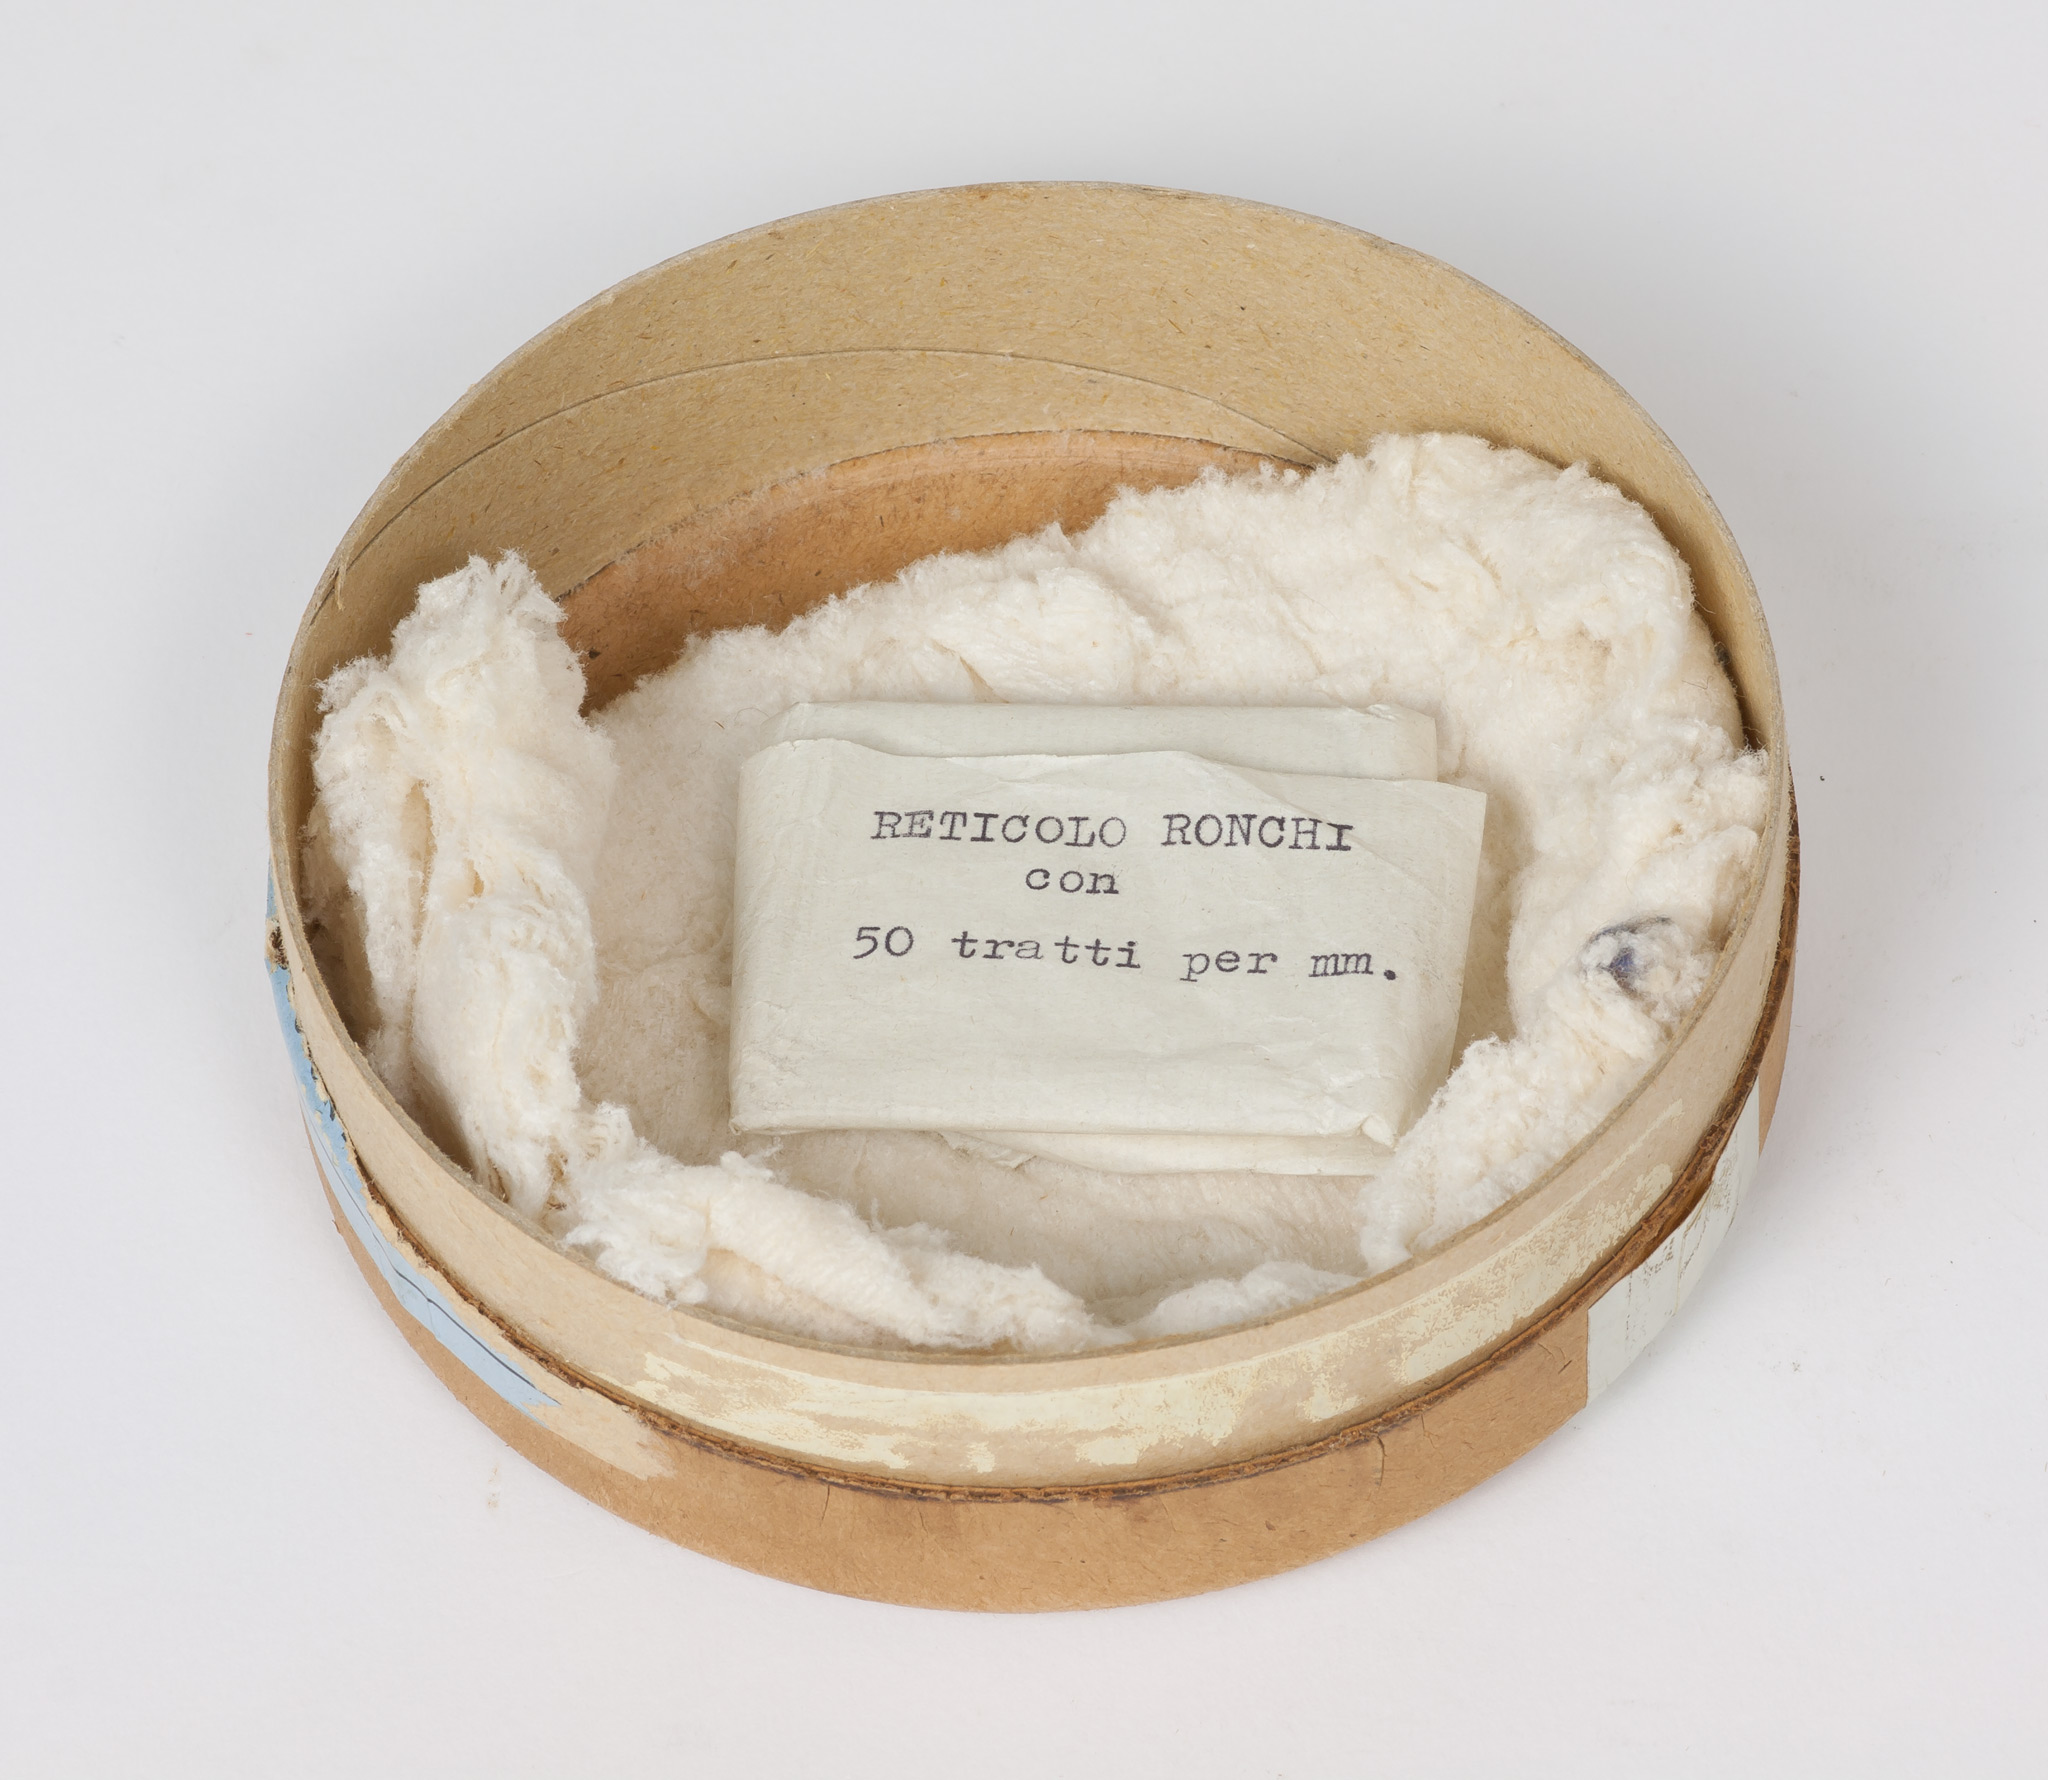 RETICOLO RONCHI
con
50 tratti per mm.